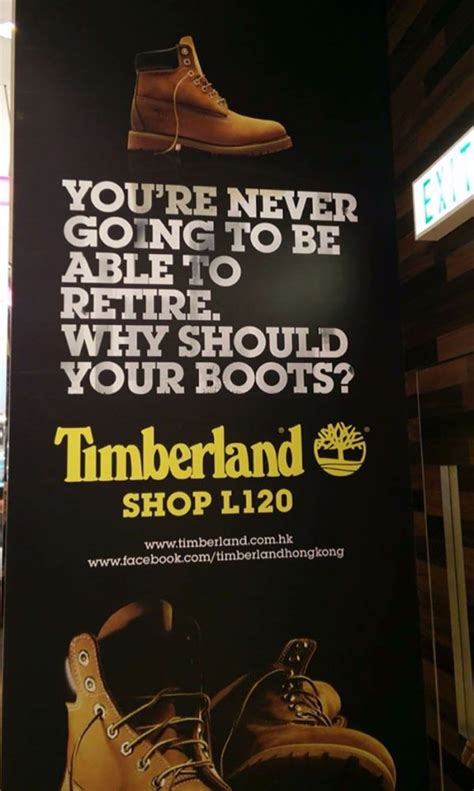 YOU'RE NEVER
GOING TO BE
ABLE TO
RETIRE.
WHY SHOULD
YOUR BOOTS?
Timberland®
SHOP L120
www.timberland.com.hk
www.facebook.com/timberlandhongkong
EXIT